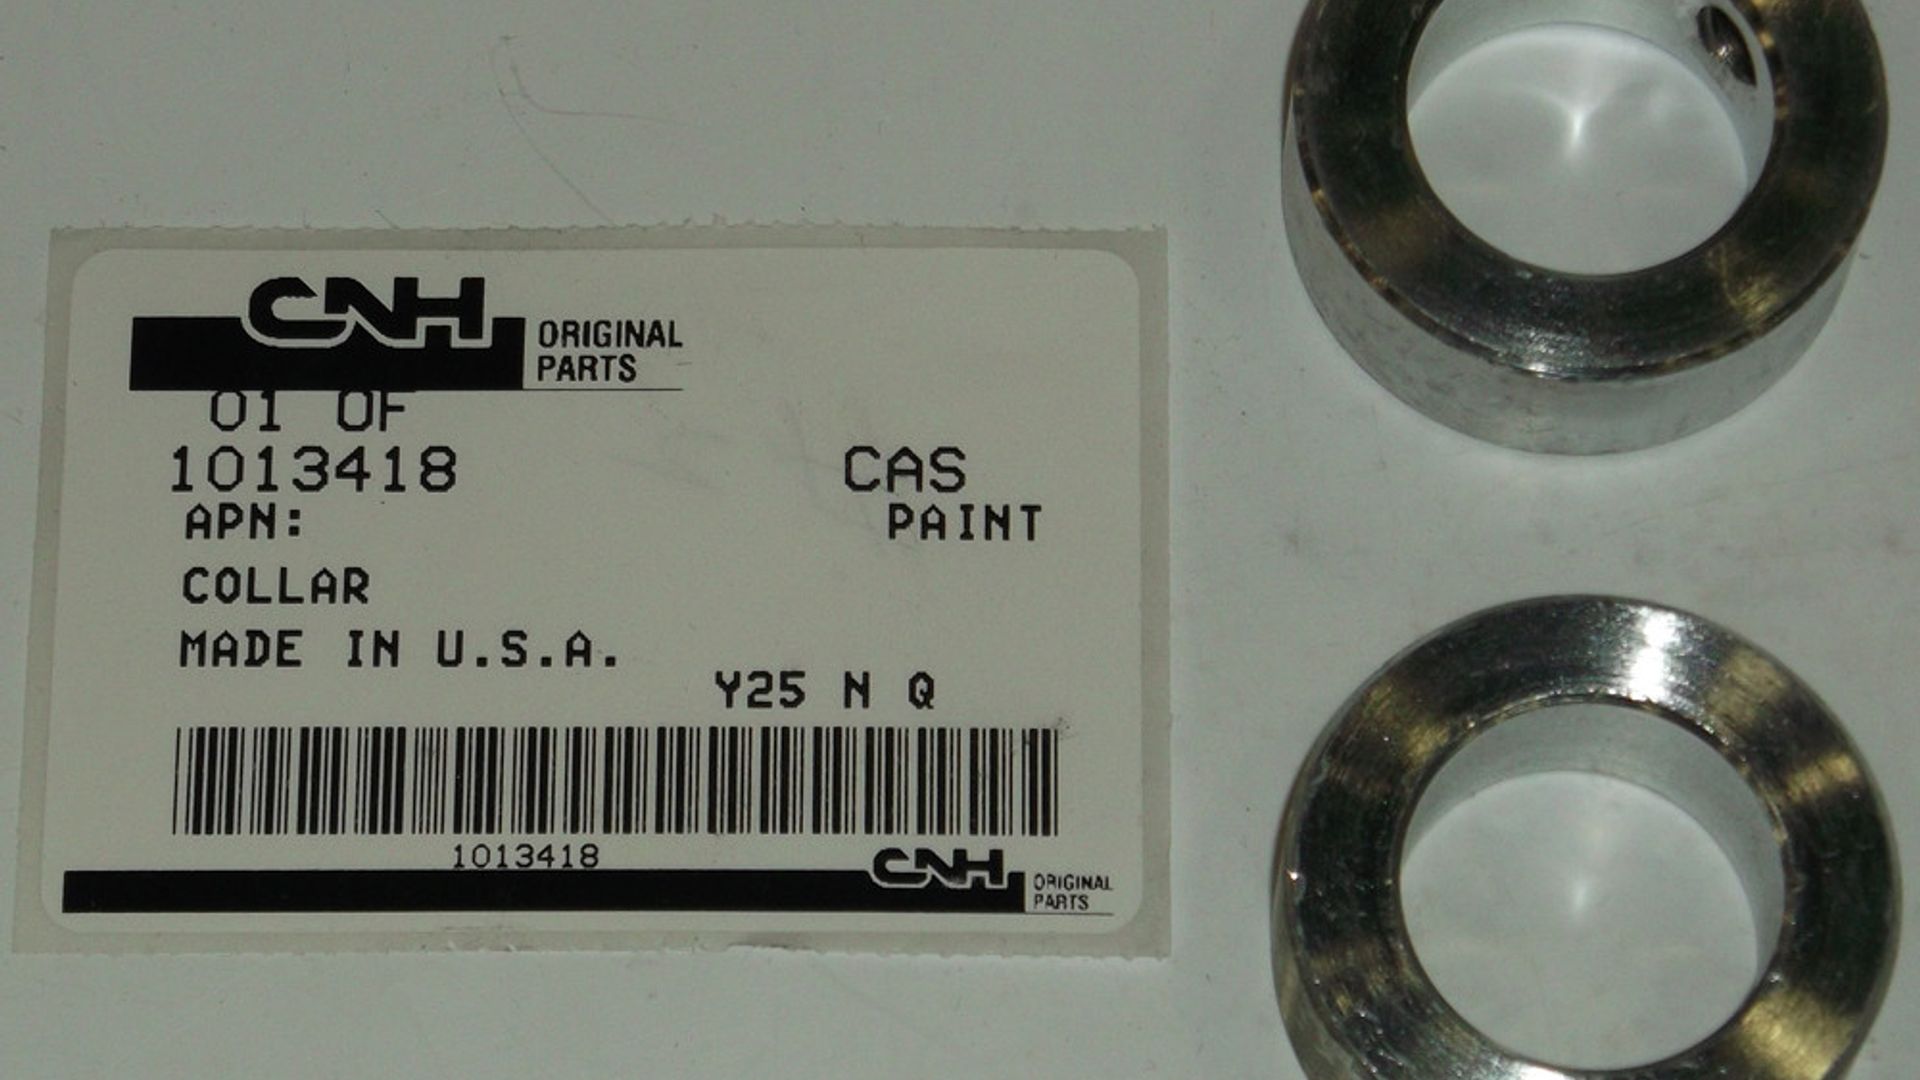 CNH ORIGINAL
PARTS
01 OF
1013418 CAS
APN: PAINT
COLLAR
MADE IN U.S.A.
Y25 N Q
1013418
CNH ORIGINAL
PARTS